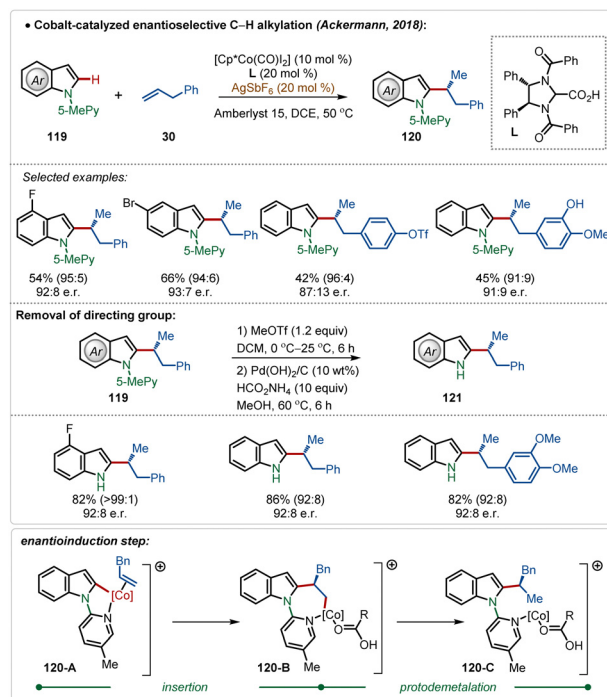 • Cobalt-catalyzed enantioselective C–H alkylation (Ackermann, 2018):
Ar
H
N
5-MePy
119
+
Ph
30
[Cp*Co(CO)I2] (10 mol %)
L (20 mol %)
AgSbF6 (20 mol %)
Amberlyst 15, DCE, 50 °C
Ar
Me
N
Ph
5-MePy
120
O
Ph
Ph
N
CO2H
Ph
N
O
Ph
L
Selected examples:
F
Me
N
Ph
5-MePy
54% (95:5)
92:8 e.r.
Br
Me
N
Ph
5-MePy
66% (94:6)
93:7 e.r.
Me
N
5-MePy
OTf
42% (96:4)
87:13 e.r.
Me
OH
N
5-MePy
OMe
45% (91:9)
91:9 e.r.
Removal of directing group:
Ar
Me
N
Ph
5-MePy
119
1) MeOTf (1.2 equiv)
DCM, 0 °C–25 °C, 6 h
2) Pd(OH)2/C (10 wt%)
HCO2NH4 (10 equiv)
MeOH, 60 °C, 6 h
Ar
Me
N
H
Ph
121
F
Me
N
H
Ph
82% (>99:1)
92:8 e.r.
Me
N
H
Ph
86% (92:8)
92:8 e.r.
Me
OMe
N
H
OMe
82% (92:8)
92:8 e.r.
enantioinduction step:
Bn
[Co]
N
N
Me
⊕
120-A
Bn
N
N
[Co]
R
O
OH
Me
⊕
120-B
Bn
Me
N
N
[Co]
R
O
OH
Me
⊕
120-C
insertion
protodemetalation